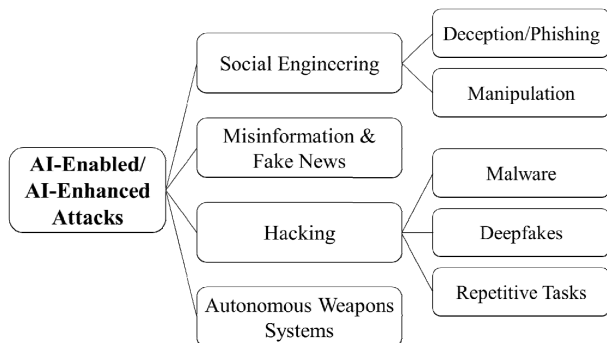 AI-Enabled/
AI-Enhanced
Attacks
Social Engineering
Deception/Phishing
Manipulation
Misinformation &
Fake News
Hacking
Malware
Deepfakes
Repetitive Tasks
Autonomous Weapons
Systems